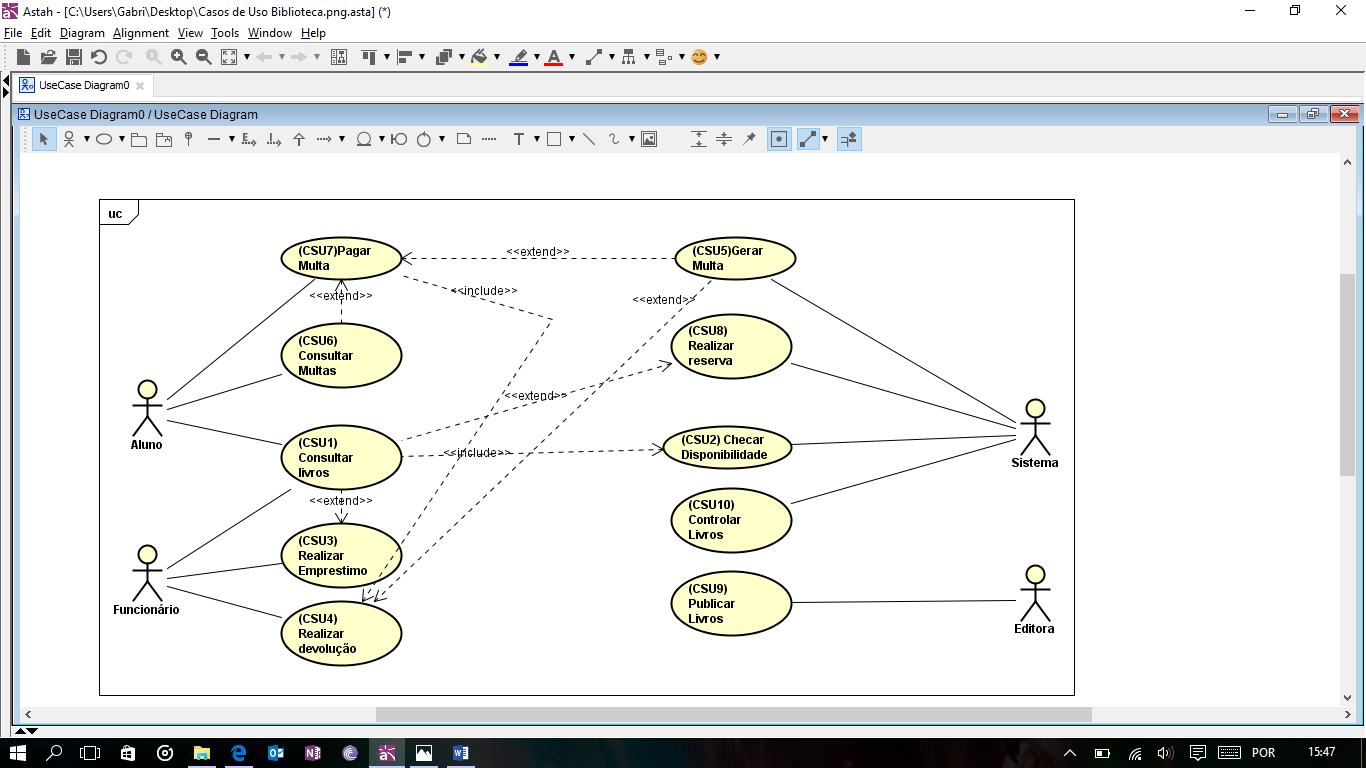 Astah - [C:\Users\Gabri\Desktop\Casos de Uso Biblioteca.png.asta] (*)
File Edit Diagram Alignment View Tools Window Help
UseCase Diagram0
UseCase Diagram0 / UseCase Diagram
uc
(CSU7)Pagar
Multa
<<extend>>
(CSU5)Gerar
Multa
<<include>>
<<extend>>
<<extend>>
(CSU6)
Consultar
Multas
(CSU8)
Realizar
reserva
Aluno
<<extend>>
(CSU1)
Consultar
livros
<<include>>
(CSU2) Checar
Disponibilidade
Sistema
<<extend>>
(CSU10)
Controlar
Livros
(CSU3)
Realizar
Emprestimo
Funcionário
(CSU9)
Publicar
Livros
Editora
(CSU4)
Realizar
devolução
POR
15:47